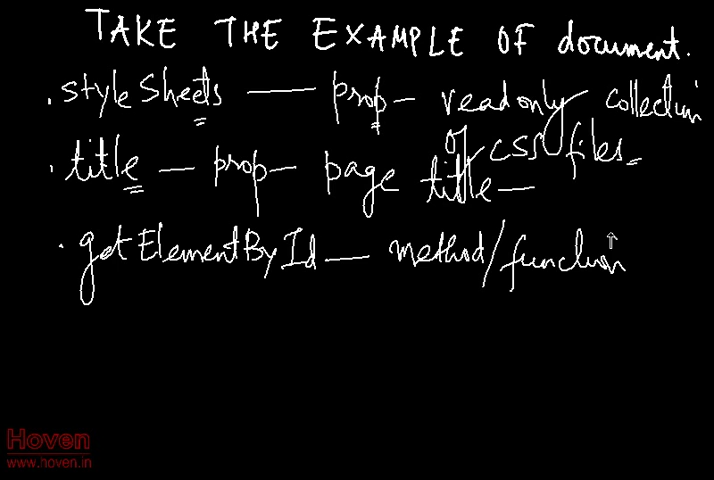 TAKE THE EXAMPLE OF document.
.styleSheets — prop - readonly collection
of CSS files.
.title — prop - page title —
.getElementById — method/function
Hoven
www.hoven.in